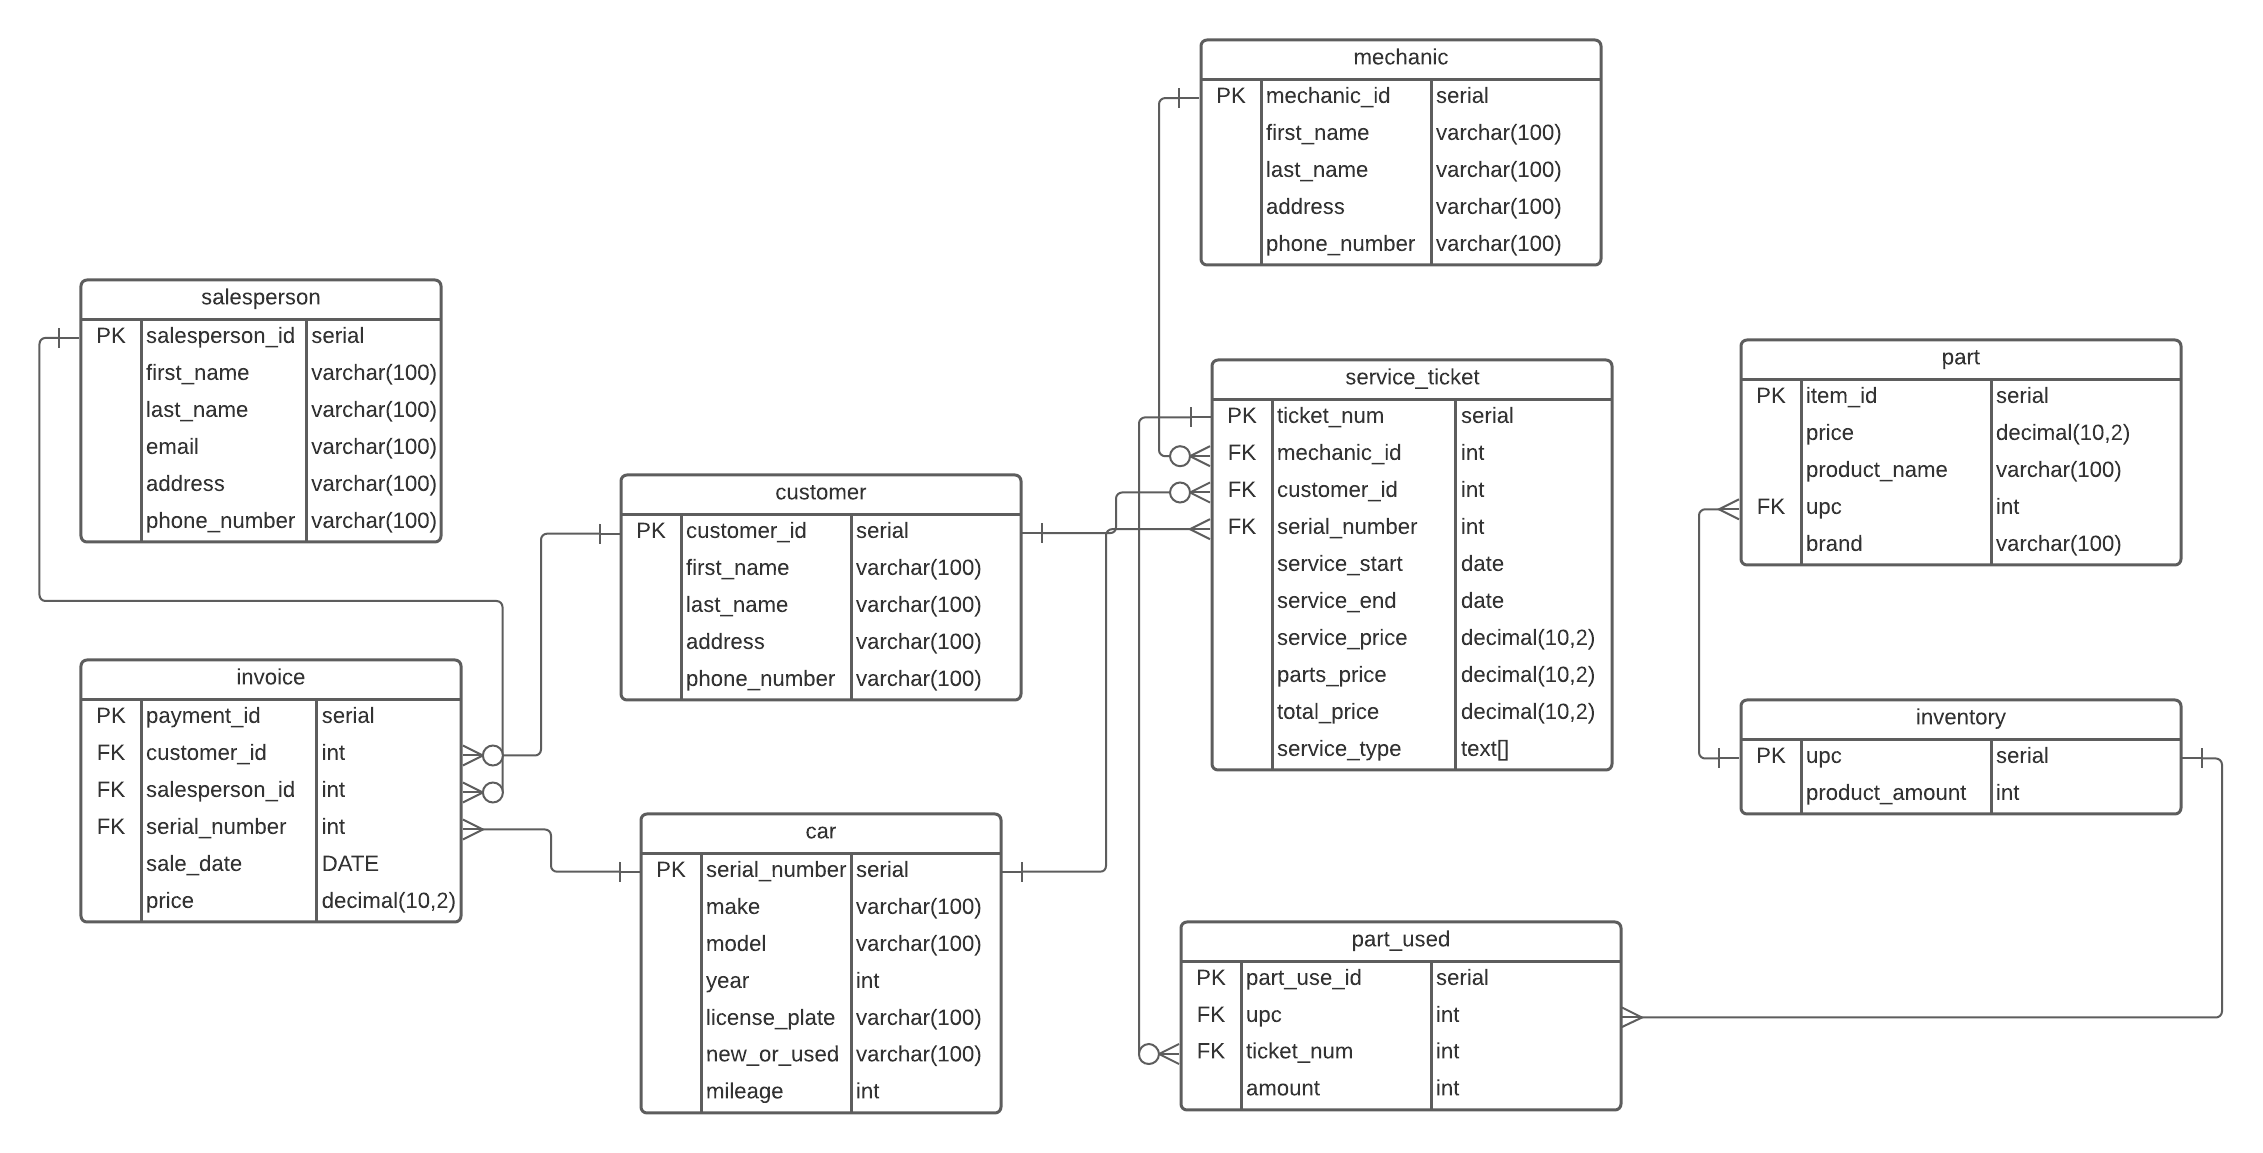 mechanic
PK mechanic_id serial
first_name varchar(100)
last_name varchar(100)
address varchar(100)
phone_number varchar(100)
salesperson
PK salesperson_id serial
first_name varchar(100)
last_name varchar(100)
email varchar(100)
address varchar(100)
phone_number varchar(100)
service_ticket
PK ticket_num serial
FK mechanic_id int
FK customer_id int
FK serial_number int
service_start date
service_end date
service_price decimal(10,2)
parts_price decimal(10,2)
total_price decimal(10,2)
service_type text[]
part
PK item_id serial
price decimal(10,2)
product_name varchar(100)
FK upc int
brand varchar(100)
customer
PK customer_id serial
first_name varchar(100)
last_name varchar(100)
address varchar(100)
phone_number varchar(100)
invoice
PK payment_id serial
FK customer_id int
FK salesperson_id int
FK serial_number int
sale_date DATE
price decimal(10,2)
inventory
PK upc serial
product_amount int
car
PK serial_number serial
make varchar(100)
model varchar(100)
year int
license_plate varchar(100)
new_or_used varchar(100)
mileage int
part_used
PK part_use_id serial
FK upc int
FK ticket_num int
amount int